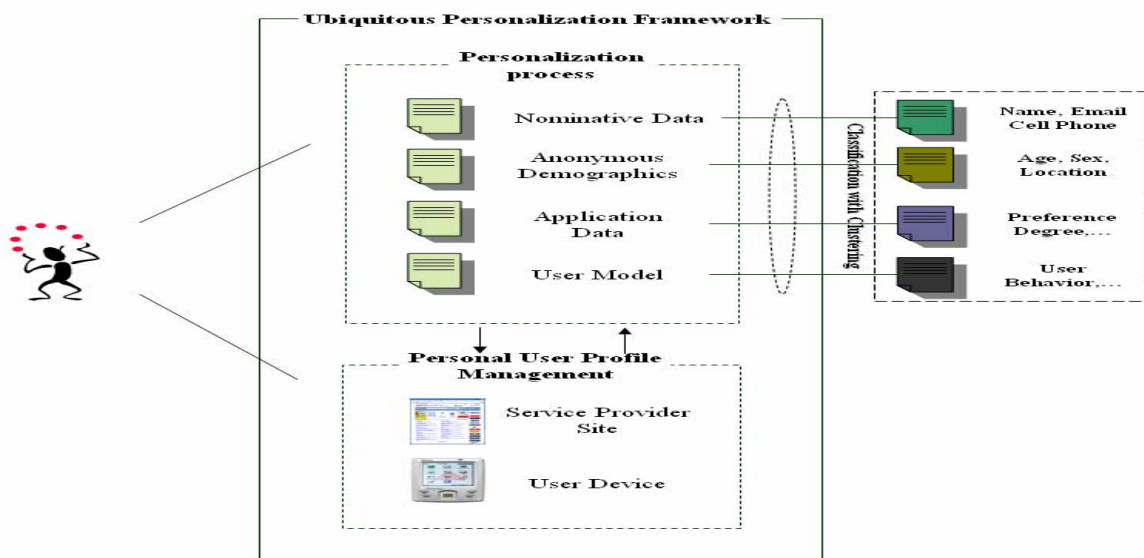 Ubiquitous Personalization Framework
Personalization
process
Nominative Data
Anonymous
Demographics
Application
Data
User Model
Classification with Clustering
Name, Email
Cell Phone
Age, Sex,
Location
Preference
Degree,...
User
Behavior,...
Personal User Profile
Management
Service Provider
Site
User Device